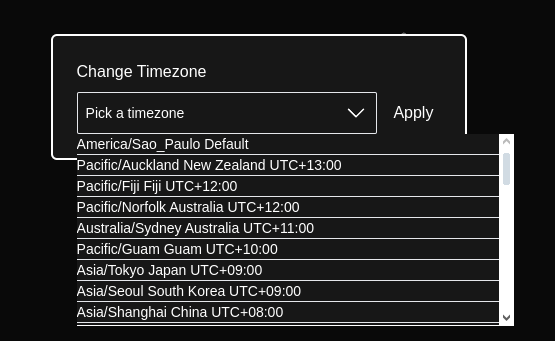 Change Timezone
Pick a timezone
Apply
America/Sao_Paulo Default
Pacific/Auckland New Zealand UTC+13:00
Pacific/Fiji Fiji UTC+12:00
Pacific/Norfolk Australia UTC+12:00
Australia/Sydney Australia UTC+11:00
Pacific/Guam Guam UTC+10:00
Asia/Tokyo Japan UTC+09:00
Asia/Seoul South Korea UTC+09:00
Asia/Shanghai China UTC+08:00